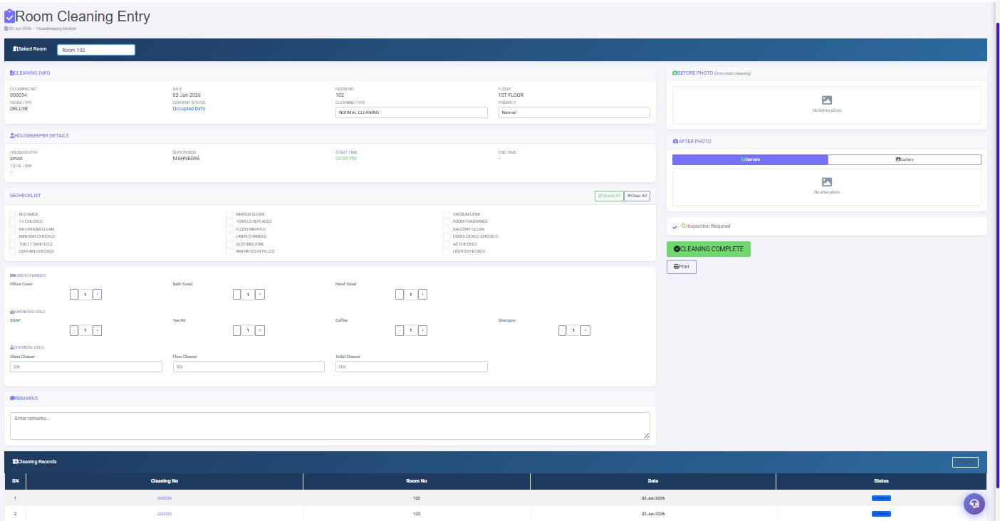 Room Cleaning Entry
02-Jun-2026 • Housekeeping Module
Select Room Room 102
CLEANING INFO
CLEANING NO DATE ROOM NO FLOOR
000034 02-Jun-2026 102 1ST FLOOR
ROOM TYPE CURRENT STATUS CLEANING TYPE PRIORITY
DELUXE Occupied Dirty NORMAL CLEANING Normal
HOUSEKEEPER DETAILS
HOUSEKEEPER SUPERVISOR START TIME END TIME
aman MAHNEDRA 04:33 PM --
TOTAL TIME
--
CHECKLIST Check All Clear All
BED MADE MIRROR CLEAN VACUUM DONE
TV CHECKED TOWELS REPLACED ROOM FRAGRANCE
BATHROOM CLEAN FLOOR MOPPED BALCONY CLEAN
MINI BAR CHECKED LINEN CHANGED DOOR LOCKED CHECKED
TOILET SANITIZED DUSTING DONE AC CHECKED
CURTAIN CHECKED AMENITIES REFILLED LIGHTS CHECKED
LINEN CHANGED
Pillow Cover Bath Towel Hand Towel
- 1 + - 1 + - 1 +
AMENITIES USED
SOAP Tea Kit Coffee Shampoo
- 1 + - 1 + - 1 + - 1 +
CHEMICAL USED
Glass Cleaner Floor Cleaner Toilet Cleaner
Qty Qty Qty
REMARKS
Enter remarks...
BEFORE PHOTO (from start cleaning)
No before photo
AFTER PHOTO
Camera Gallery
No after photo
Inspection Required
CLEANING COMPLETE
Print
Cleaning Records
SN Cleaning No Room No Date Status
1 000034 102 02-Jun-2026 In Progress
2 000033 103 02-Jun-2026 In Progress